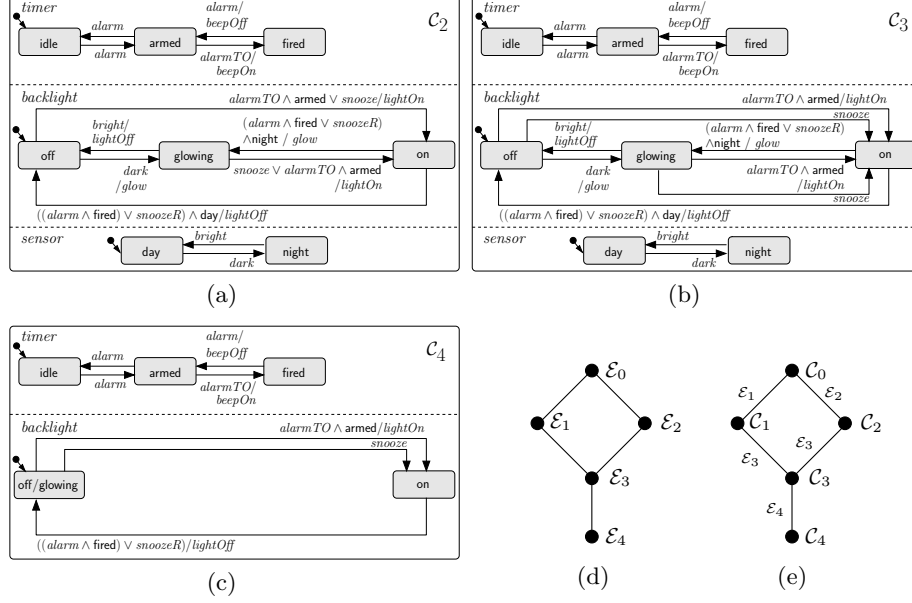 timer
C2
alarm/
beepOff
alarm
idle
armed
fired
alarm
alarmTO/
beepOn
backlight
alarmTO ∧ armed ∨ snooze/lightOn
bright/
lightOff
(alarm ∧ fired ∨ snoozeR)
∧night / glow
off
glowing
on
dark
/glow
snooze ∨ alarmTO ∧ armed
/lightOn
((alarm ∧ fired) ∨ snoozeR) ∧ day/lightOff
sensor
bright
day
night
dark
(a)
timer
C3
alarm/
beepOff
alarm
idle
armed
fired
alarm
alarmTO/
beepOn
backlight
alarmTO ∧ armed/lightOn
snooze
bright/
lightOff
(alarm ∧ fired ∨ snoozeR)
∧night / glow
off
glowing
on
dark
/glow
alarmTO ∧ armed
/lightOn
snooze
((alarm ∧ fired) ∨ snoozeR) ∧ day/lightOff
sensor
bright
day
night
dark
(b)
timer
C4
alarm/
beepOff
alarm
idle
armed
fired
alarm
alarmTO/
beepOn
backlight
alarmTO ∧ armed/lightOn
snooze
off/glowing
on
((alarm ∧ fired) ∨ snoozeR)/lightOff
(c)
E0
E1
E2
E3
E4
(d)
C0
E1
E2
C1
C2
E3
E3
C3
E4
C4
(e)